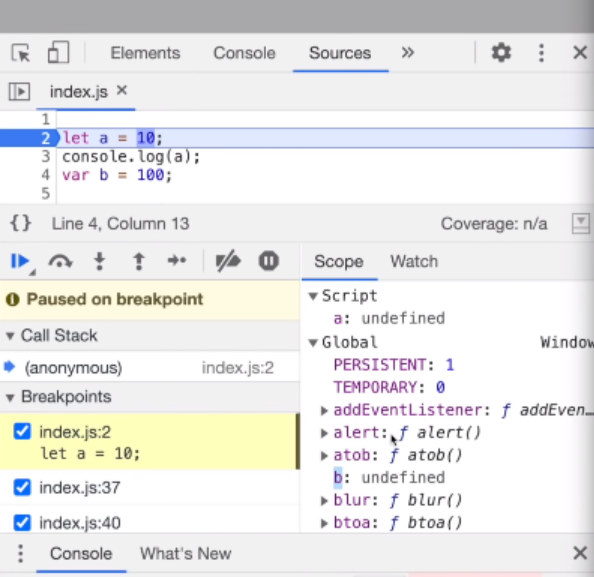 Elements Console Sources »
index.js ×
1
2 let a = 10;
3 console.log(a);
4 var b = 100;
5
{} Line 4, Column 13 Coverage: n/a
Scope Watch
Paused on breakpoint
Call Stack
(anonymous) index.js:2
Breakpoints
index.js:2
let a = 10;
index.js:37
index.js:40
Script
a: undefined
Global Window
PERSISTENT: 1
TEMPORARY: 0
addEventListener: ƒ addEven…
alert: ƒ alert()
atob: ƒ atob()
b: undefined
blur: ƒ blur()
btoa: ƒ btoa()
Console What's New